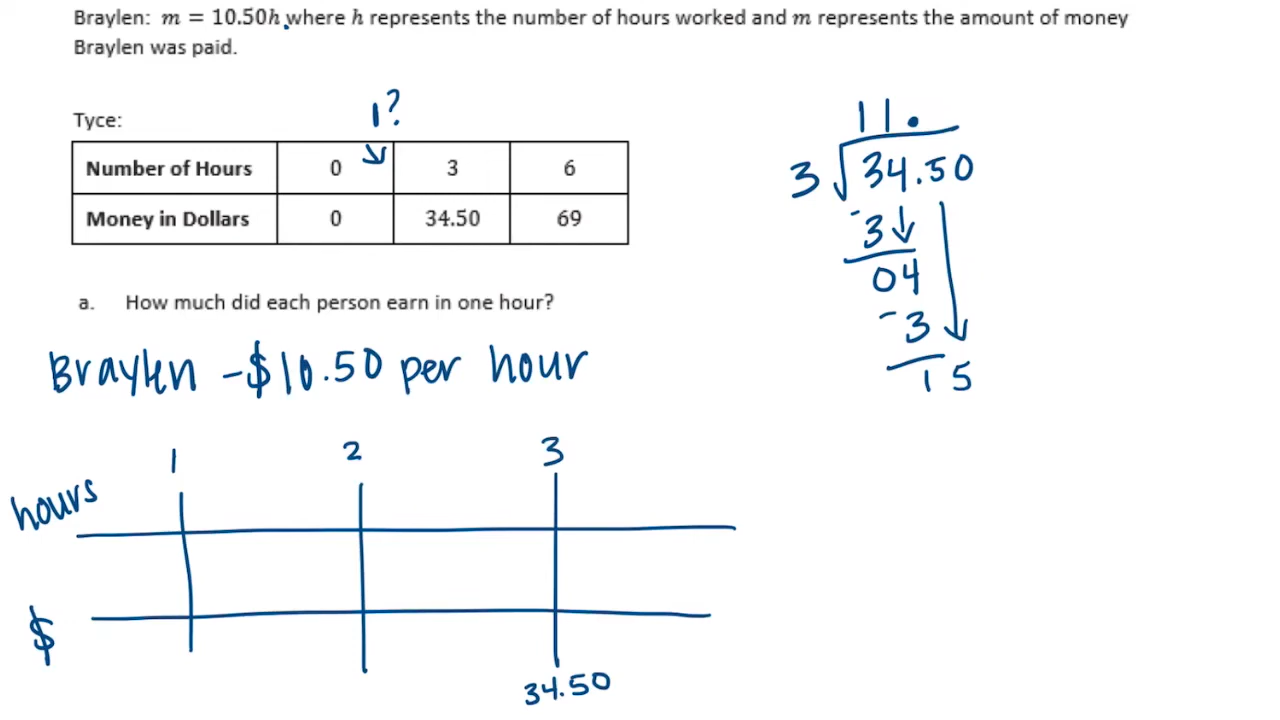 Braylen: m = 10.50h, where h represents the number of hours worked and m represents the amount of money
Braylen was paid.
1?
Tyce:
Number of Hours 0 3 6
Money in Dollars 0 34.50 69
a. How much did each person earn in one hour?
Braylen - $10.50 per hour
1 2 3
hours
$
34.50
11.
3 34.50
-3
04
-3
15